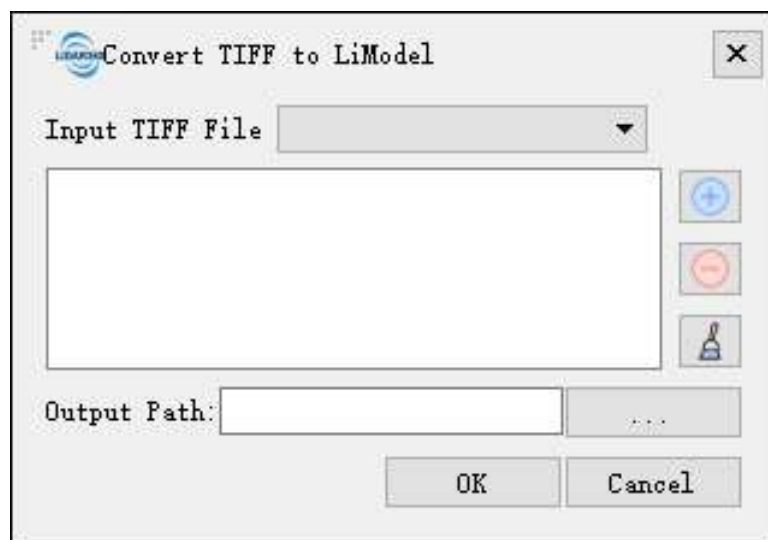 Convert TIFF to LiModel
Input TIFF File
Output Path:
...
OK
Cancel